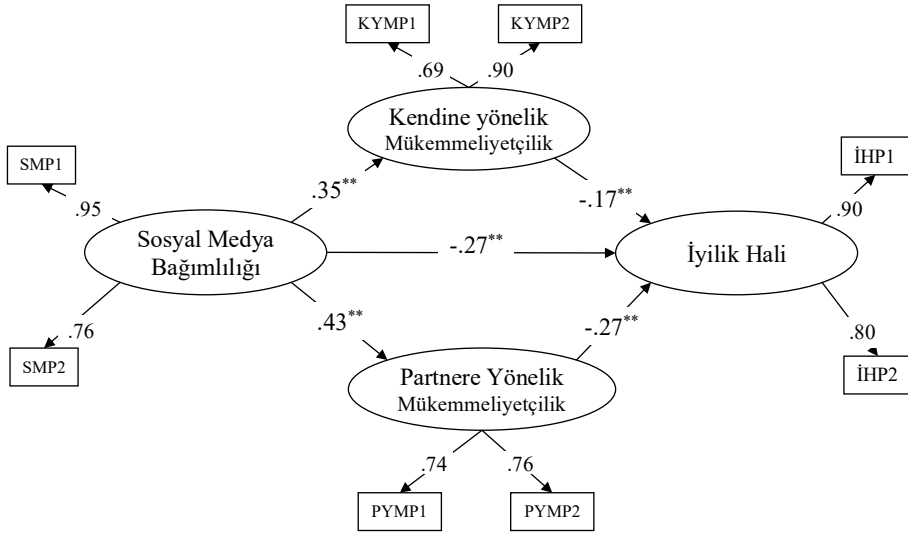 KYMP1
KYMP2
.69
.90
Kendine yönelik
Mükemmeliyetçilik
SMP1
İHP1
.95
.35**
-.17**
.90
Sosyal Medya
Bağımlılığı
-.27**
İyilik Hali
.76
.43**
-.27**
.80
SMP2
İHP2
Partnere Yönelik
Mükemmeliyetçilik
.74
.76
PYMP1
PYMP2